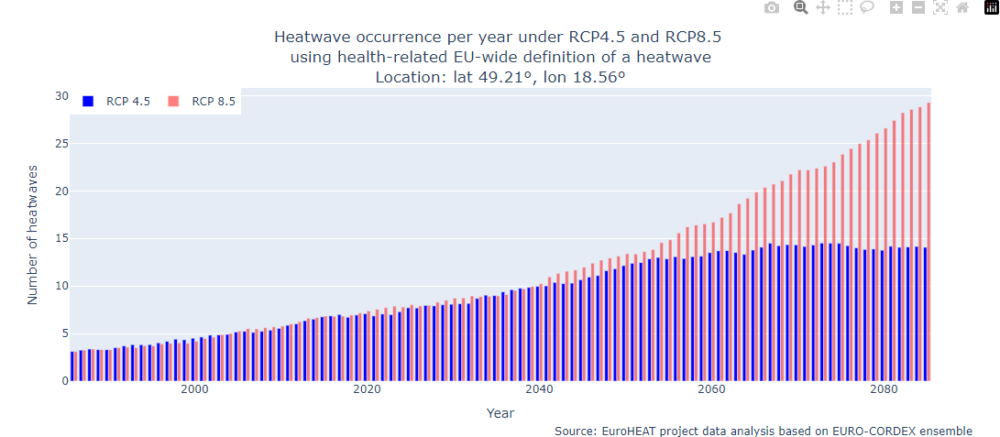 Heatwave occurrence per year under RCP4.5 and RCP8.5
using health-related EU-wide definition of a heatwave
Location: lat 49.21º, lon 18.56º
RCP 4.5
RCP 8.5
Number of heatwaves
30
25
20
15
10
5
0
2000
2020
2040
2060
2080
Year
Source: EuroHEAT project data analysis based on EURO-CORDEX ensemble